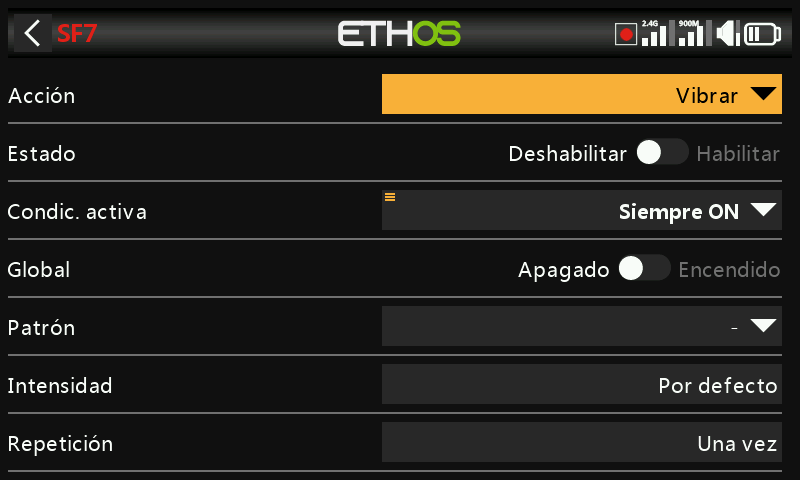 SF7 ETHOS 2.4G 900M
Acción Vibrar
Estado Deshabilitar Habilitar
Condic. activa Siempre ON
Global Apagado Encendido
Patrón -
Intensidad Por defecto
Repetición Una vez